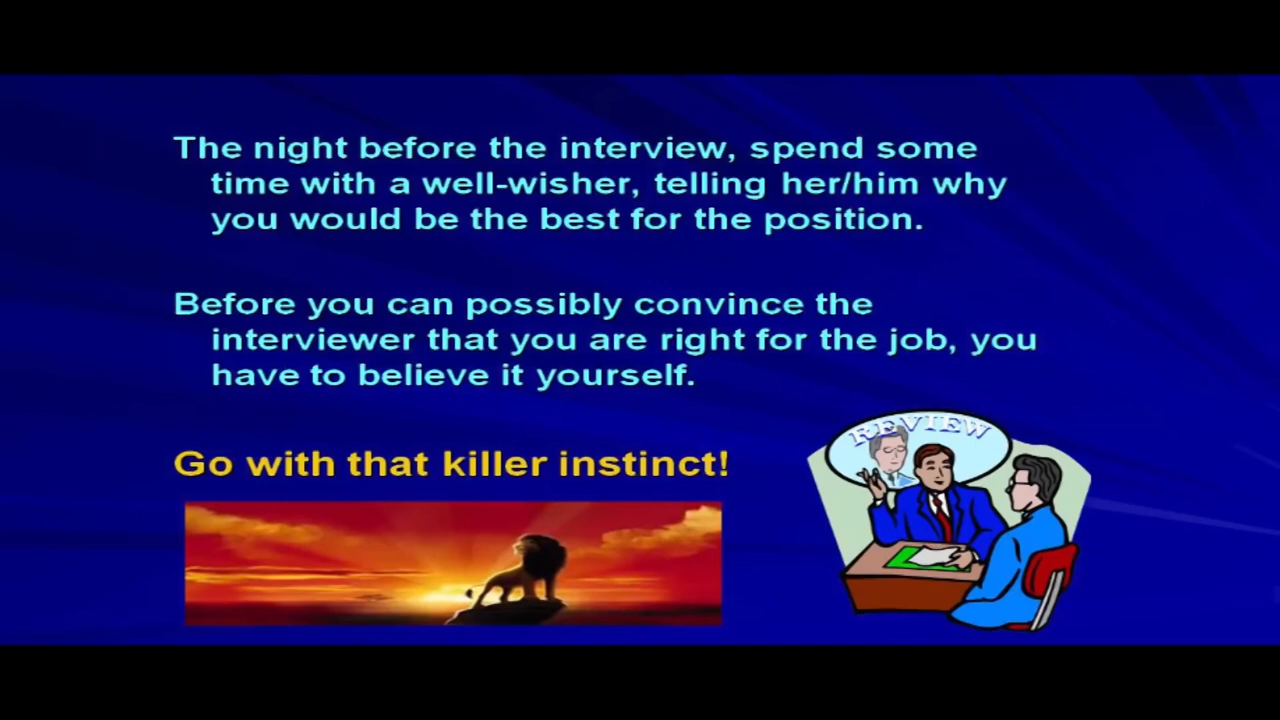 The night before the interview, spend some
time with a well-wisher, telling her/him why
you would be the best for the position.
Before you can possibly convince the
interviewer that you are right for the job, you
have to believe it yourself.
Go with that killer instinct!
REVIEW